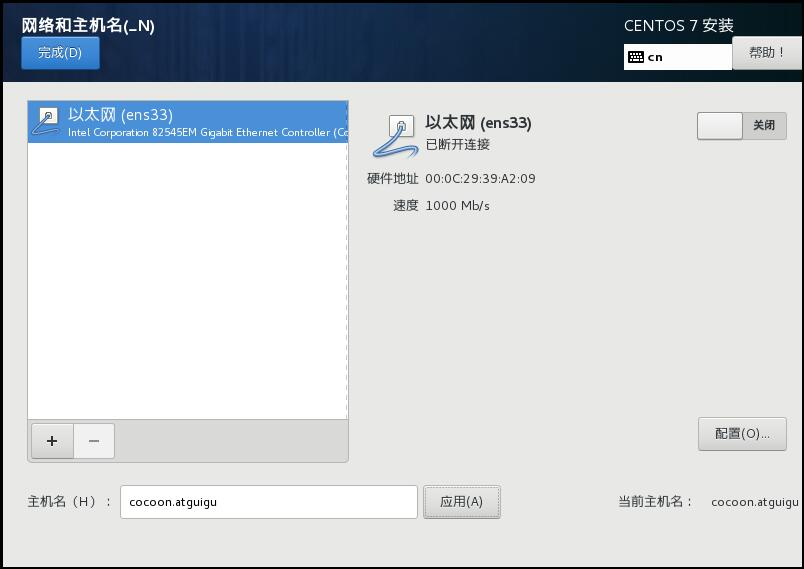 网络和主机名(_N)
CENTOS 7 安装
完成(D)
cn
帮助！
以太网 (ens33)
Intel Corporation 82545EM Gigabit Ethernet Controller (Co
以太网 (ens33)
已断开连接
关闭
硬件地址 00:0C:29:39:A2:09
速度 1000 Mb/s
+ −
配置(O)...
主机名（H）： cocoon.atguigu 应用(A) 当前主机名： cocoon.atguigu